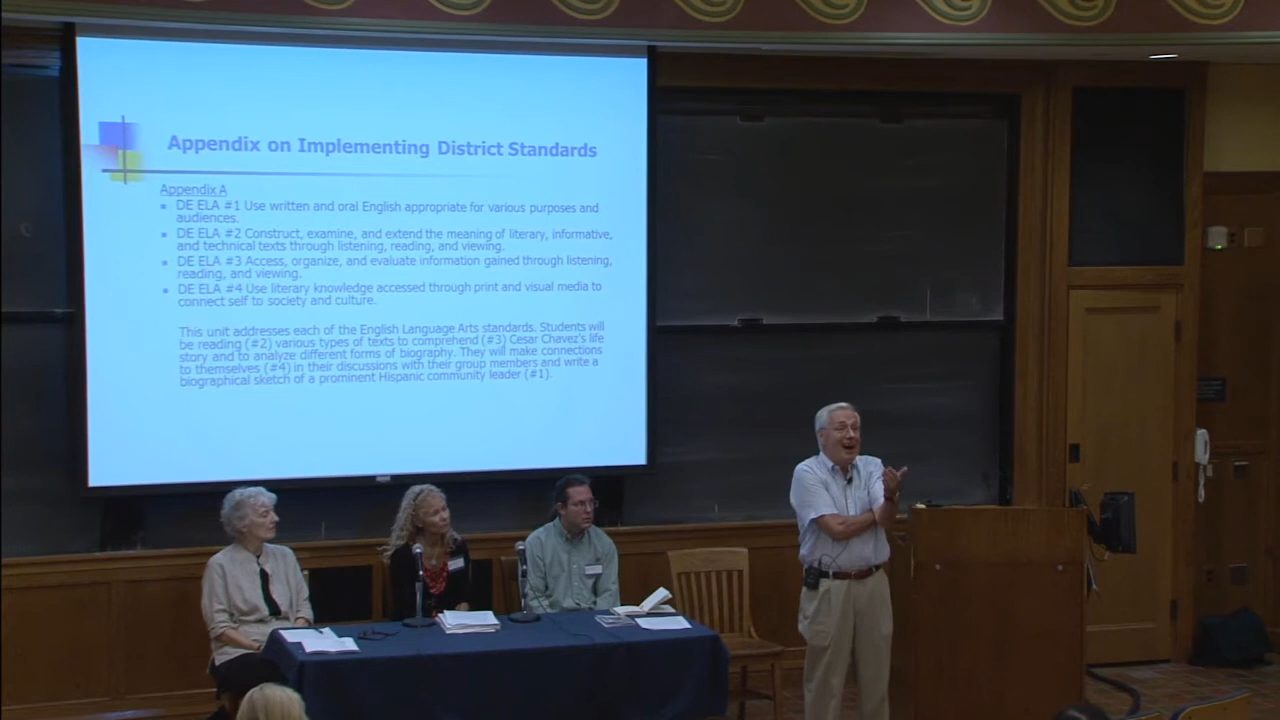 Appendix on Implementing District Standards
Appendix A
DE ELA #1 Use written and oral English appropriate for various purposes and
audiences.
DE ELA #2 Construct, examine, and extend the meaning of literary, informative,
and technical texts through listening, reading, and viewing.
DE ELA #3 Access, organize, and evaluate information gained through listening,
reading, and viewing.
DE ELA #4 Use literary knowledge accessed through print and visual media to
connect self to society and culture.
This unit addresses each of the English Language Arts standards. Students will
be reading (#2) various types of texts to comprehend (#3) Cesar Chavez's life
story and to analyze different forms of biography. They will make connections
to themselves (#4) in their discussions with their group members and write a
biographical sketch of a prominent Hispanic community leader (#1).